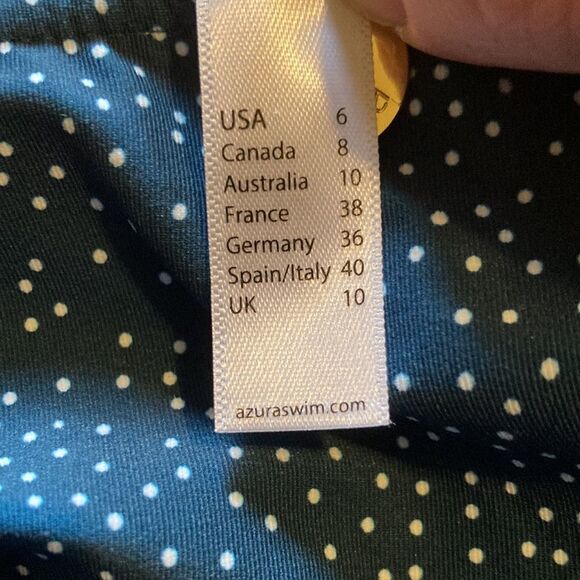 USA 6
Canada 8
Australia 10
France 38
Germany 36
Spain/Italy 40
UK 10
azuraswim.com